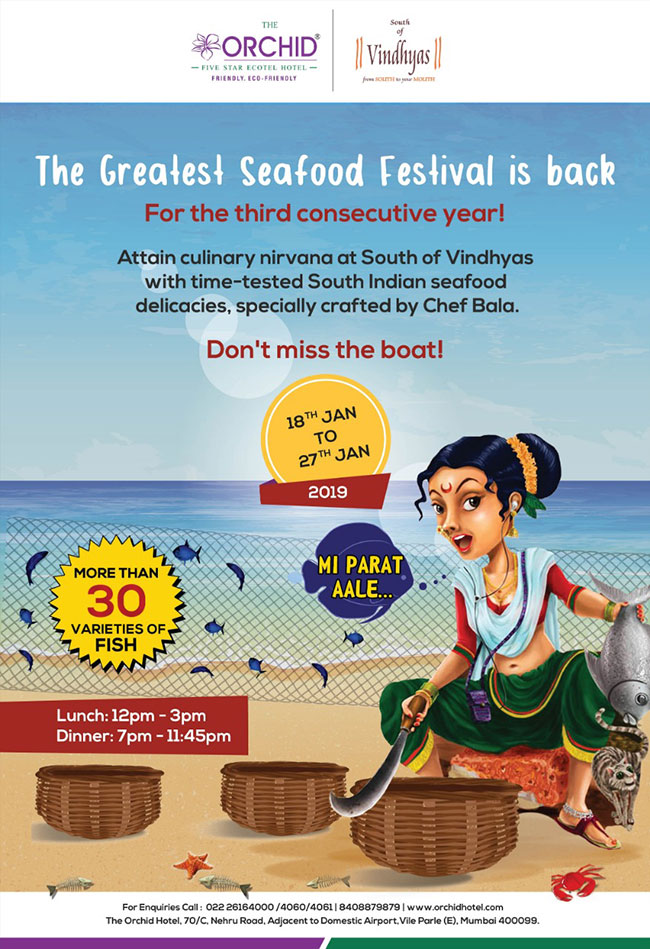 THE
ORCHID®
FIVE STAR ECOTEL HOTEL
FRIENDLY, ECO-FRIENDLY
South
of
Vindhyas
from SOUTH to your MOUTH
The Greatest Seafood Festival is back
For the third consecutive year!
Attain culinary nirvana at South of Vindhyas
with time-tested South Indian seafood
delicacies, specially crafted by Chef Bala.
Don't miss the boat!
18TH JAN
TO
27TH JAN
2019
MI PARAT
AALE...
MORE THAN
30
VARIETIES OF
FISH
Lunch: 12pm - 3pm
Dinner: 7pm - 11:45pm
For Enquiries Call : 022 26164000 /4060/4061 | 8408879879 | www.orchidhotel.com
The Orchid Hotel, 70/C, Nehru Road, Adjacent to Domestic Airport,Vile Parle (E), Mumbai 400099.